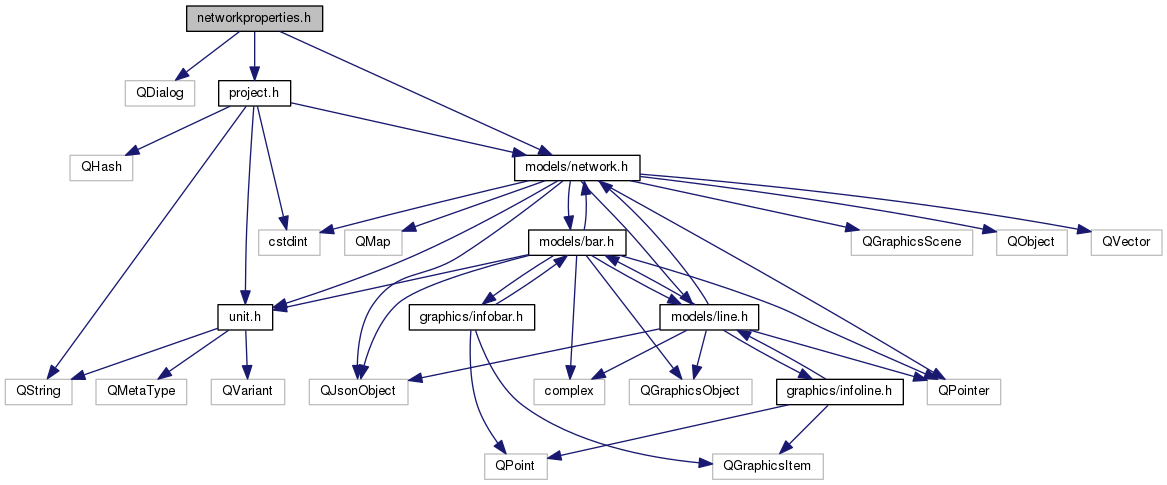 networkproperties.h
QDialog
project.h
QHash
models/network.h
cstdint
QMap
models/bar.h
QGraphicsScene
QObject
QVector
unit.h
graphics/infobar.h
models/line.h
QString
QMetaType
QVariant
QJsonObject
complex
QGraphicsObject
graphics/infoline.h
QPointer
QPoint
QGraphicsItem